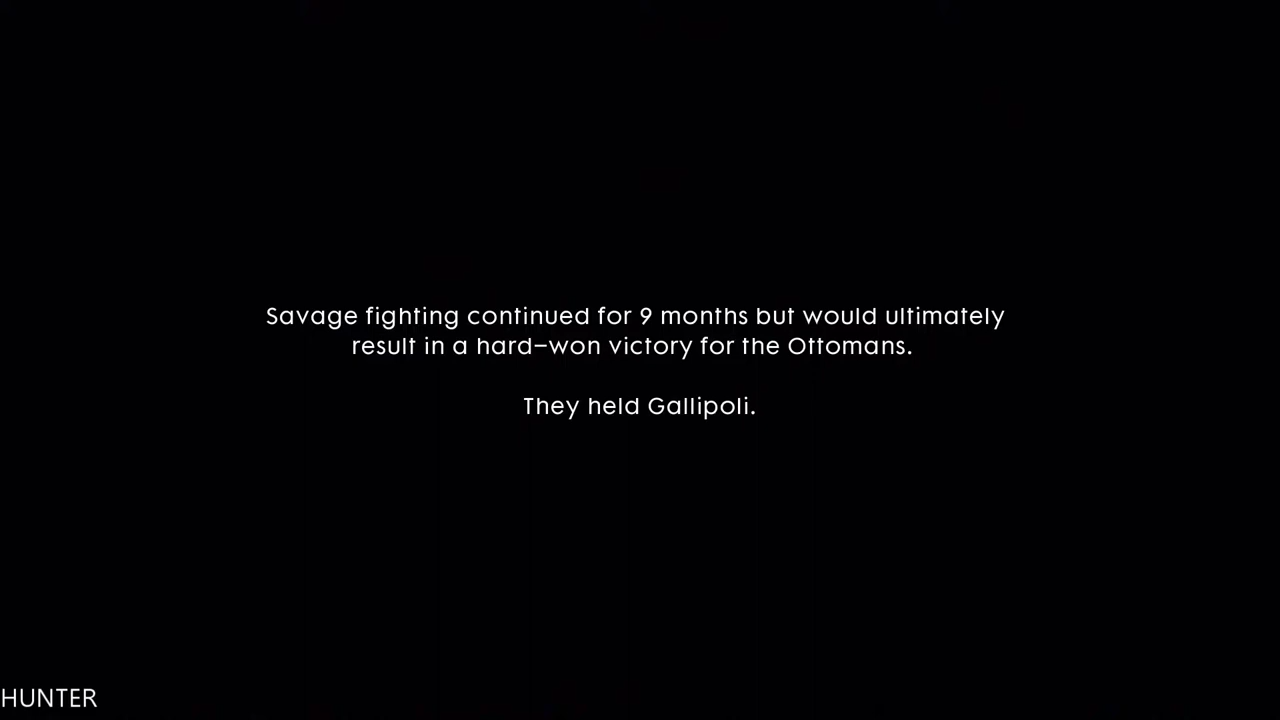 Savage fighting continued for 9 months but would ultimately
result in a hard-won victory for the Ottomans.
They held Gallipoli.
HUNTER